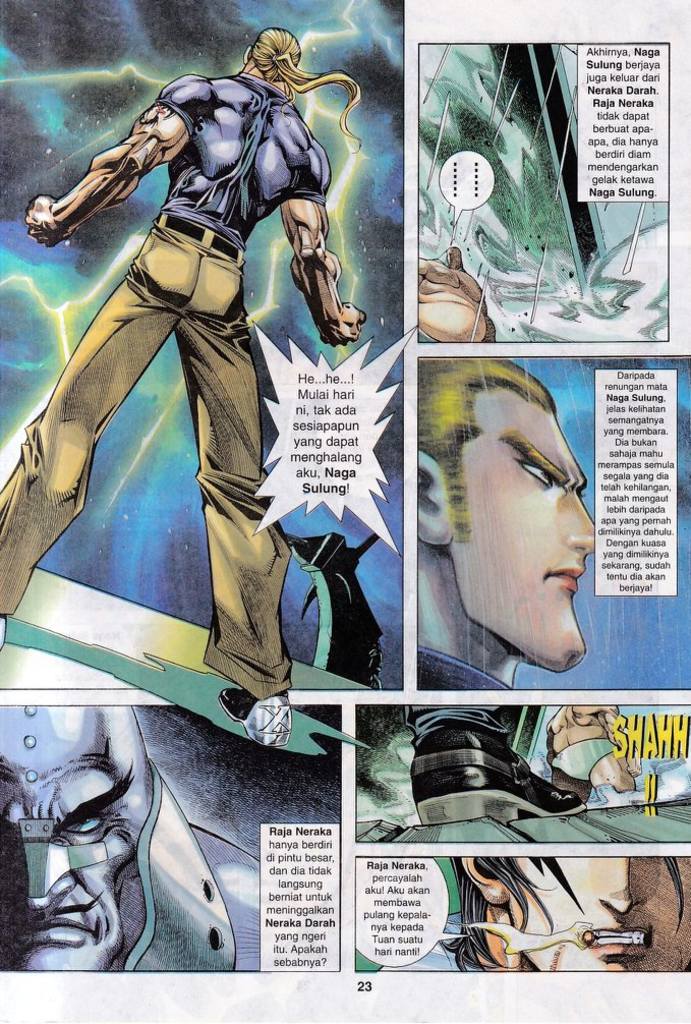 Akhirnya, Naga
Sulung berjaya
juga keluar dari
Neraka Darah.
Raja Neraka
tidak dapat
berbuat apa-
apa, dia hanya
berdiri diam
mendengarkan
gelak ketawa
Naga Sulung.
He...he...!
Mulai hari
ni, tak ada
sesiapapun
yang dapat
menghalang
aku, Naga
Sulung!
Daripada
renungan mata
Naga Sulung,
jelas kelihatan
semangatnya
yang membara.
Dia bukan
sahaja mahu
merampas semula
segala yang dia
telah kehilangan,
malah mengaut
lebih daripada
apa yang pernah
dimilikinya dahulu.
Dengan kuasa
yang dimilikinya
sekarang, sudah
tentu dia akan
berjaya!
Raja Neraka
hanya berdiri
di pintu besar,
dan dia tidak
langsung
berniat untuk
meninggalkan
Neraka Darah
yang ngeri
itu. Apakah
sebabnya?
SHAHH
!!
Raja Neraka,
percayalah
aku! Aku akan
membawa
pulang kepala-
nya kepada
Tuan suatu
hari nanti!
23